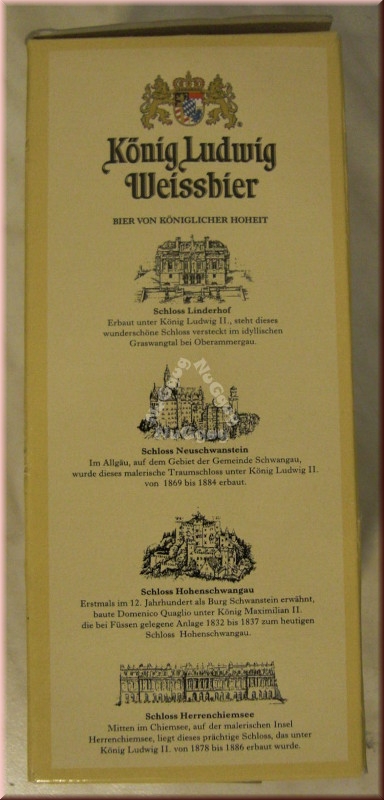 König Ludwig
Weissbier
BIER VON KÖNIGLICHER HOHEIT
Schloss Linderhof
Erbaut unter König Ludwig II., steht dieses
wunderschöne Schloss versteckt im idyllischen
Graswangtal bei Oberammergau.
NuGoug
NuGoug
NuGoug
Schloss Neuschwanstein
Im Allgäu, auf dem Gebiet der Gemeinde Schwangau,
wurde dieses malerische Traumschloss unter König Ludwig II.
von 1869 bis 1884 erbaut.
Schloss Hohenschwangau
Erstmals im 12. Jahrhundert als Burg Schwanstein erwähnt,
baute Domenico Quaglio unter König Maximilian II.
die bei Füssen gelegene Anlage 1832 bis 1837 zum heutigen
Schloss Hohenschwangau.
Schloss Herrenchiemsee
Mitten im Chiemsee, auf der malerischen Insel
Herrenchiemsee, liegt dieses prächtige Schloss, das unter
König Ludwig II. von 1878 bis 1886 erbaut wurde.